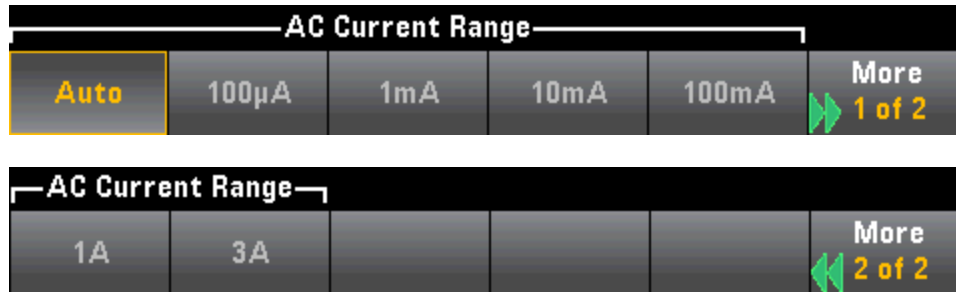 AC Current Range
Auto 100µA 1mA 10mA 100mA More
1 of 2
AC Current Range
1A 3A More
2 of 2